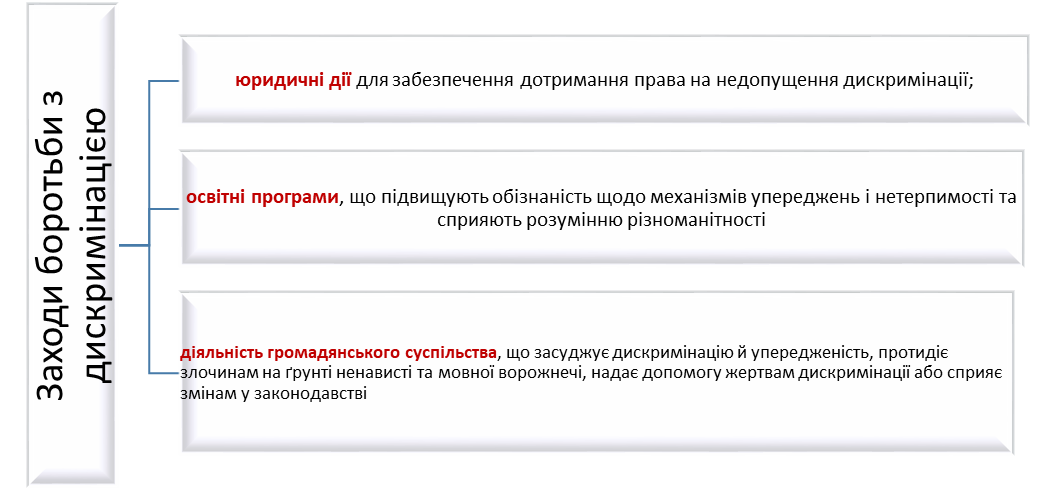 Заходи боротьби з
дискримінацією
юридичні дії для забезпечення дотримання права на недопущення дискримінації;
освітні програми, що підвищують обізнаність щодо механізмів упереджень і нетерпимості та
сприяють розумінню різноманітності
діяльність громадянського суспільства, що засуджує дискримінацію й упередженість, протидіє
злочинам на ґрунті ненависті та мовної ворожнечі, надає допомогу жертвам дискримінації або сприяє
змінам у законодавстві